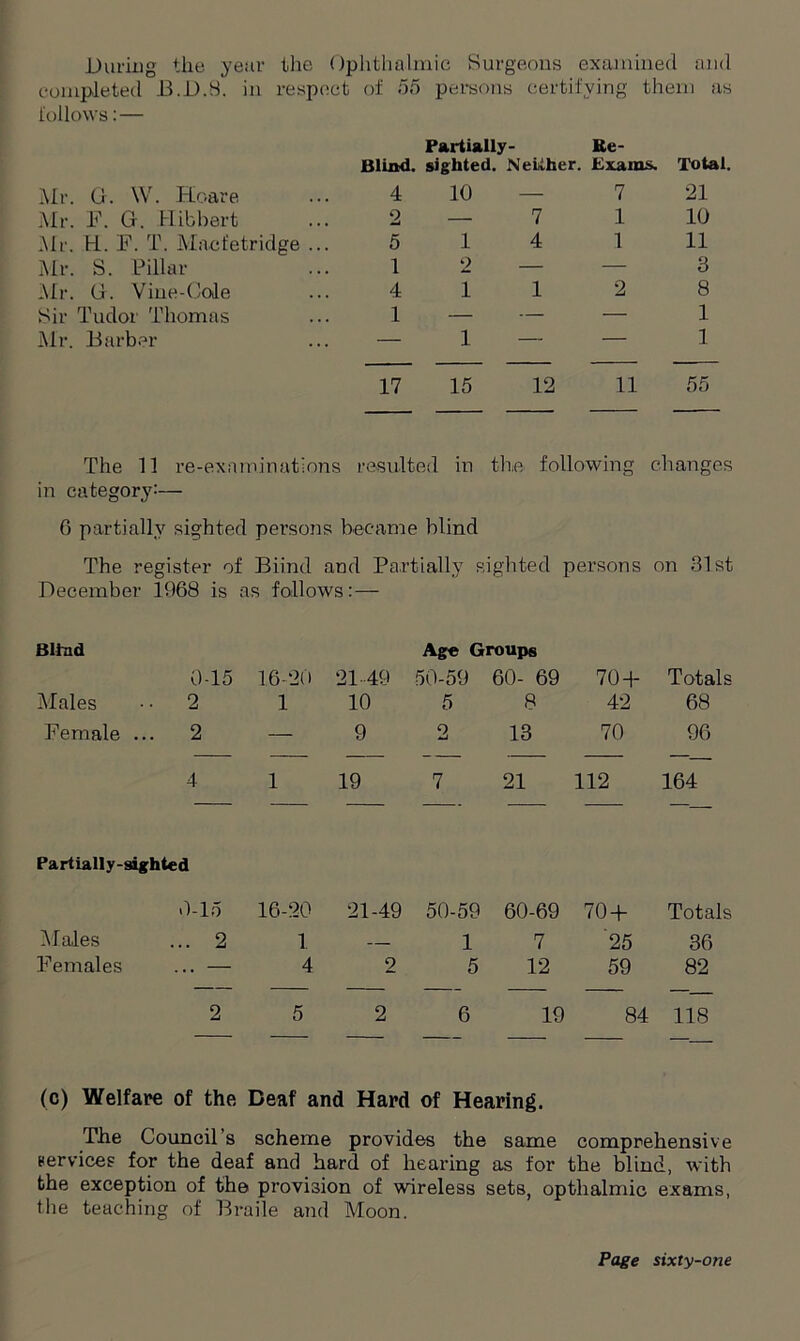 During the year the Ophthalmic Surgeons examined and
completed B.D.8. in respect of 55 persons certifying them as
follows:—
Partially- Re-
Blind. sighted. Neither. Exams. Total.
Mr. G. W. Hoare ... 4 10 — 7 21
Mr. F. G. Hibbert ... 2 — 7 1 10
Mr. H. F. T. Macfetridge ... 5 1 4 1 11
Mr. S. Pillar ... 1 2 — — 3
Mr. G. Vine-Cole ... 4 1 1 2 8
Sir Tudor Thomas ... 1 — — — 1
Mr. Barber ... — 1 — — 1
17 15 12 11 55
The 11 re-examinations resulted in the following changes
in category:—
6 partially sighted persons became blind
The register of Blind and Partially sighted persons on 31st
December 1968 is as follows:—
Blind Age Groups
0-15 16-20 21-49 50-59 60- 69 70+ Totals
Males .. 2 1 10 5 8 42 68
Female ... 2 — 9 2 13 70 96
4 1 19 7 21 112 164
Partially-sighted
0-15 16-20 21-49 50-59 60-69 70+ Totals
Males ... 2 1 — 1 7 25 36
Females ... — 4 2 5 12 59 82
2 5 2 6 19 84 118
(c) Welfare of the Deaf and Hard of Hearing.
The Council's scheme provides the same comprehensive
services for the deaf and hard of hearing as for the blind, with
the exception of the provision of wireless sets, opthalmic exams,
the teaching of Braile and Moon.
Page sixty-one